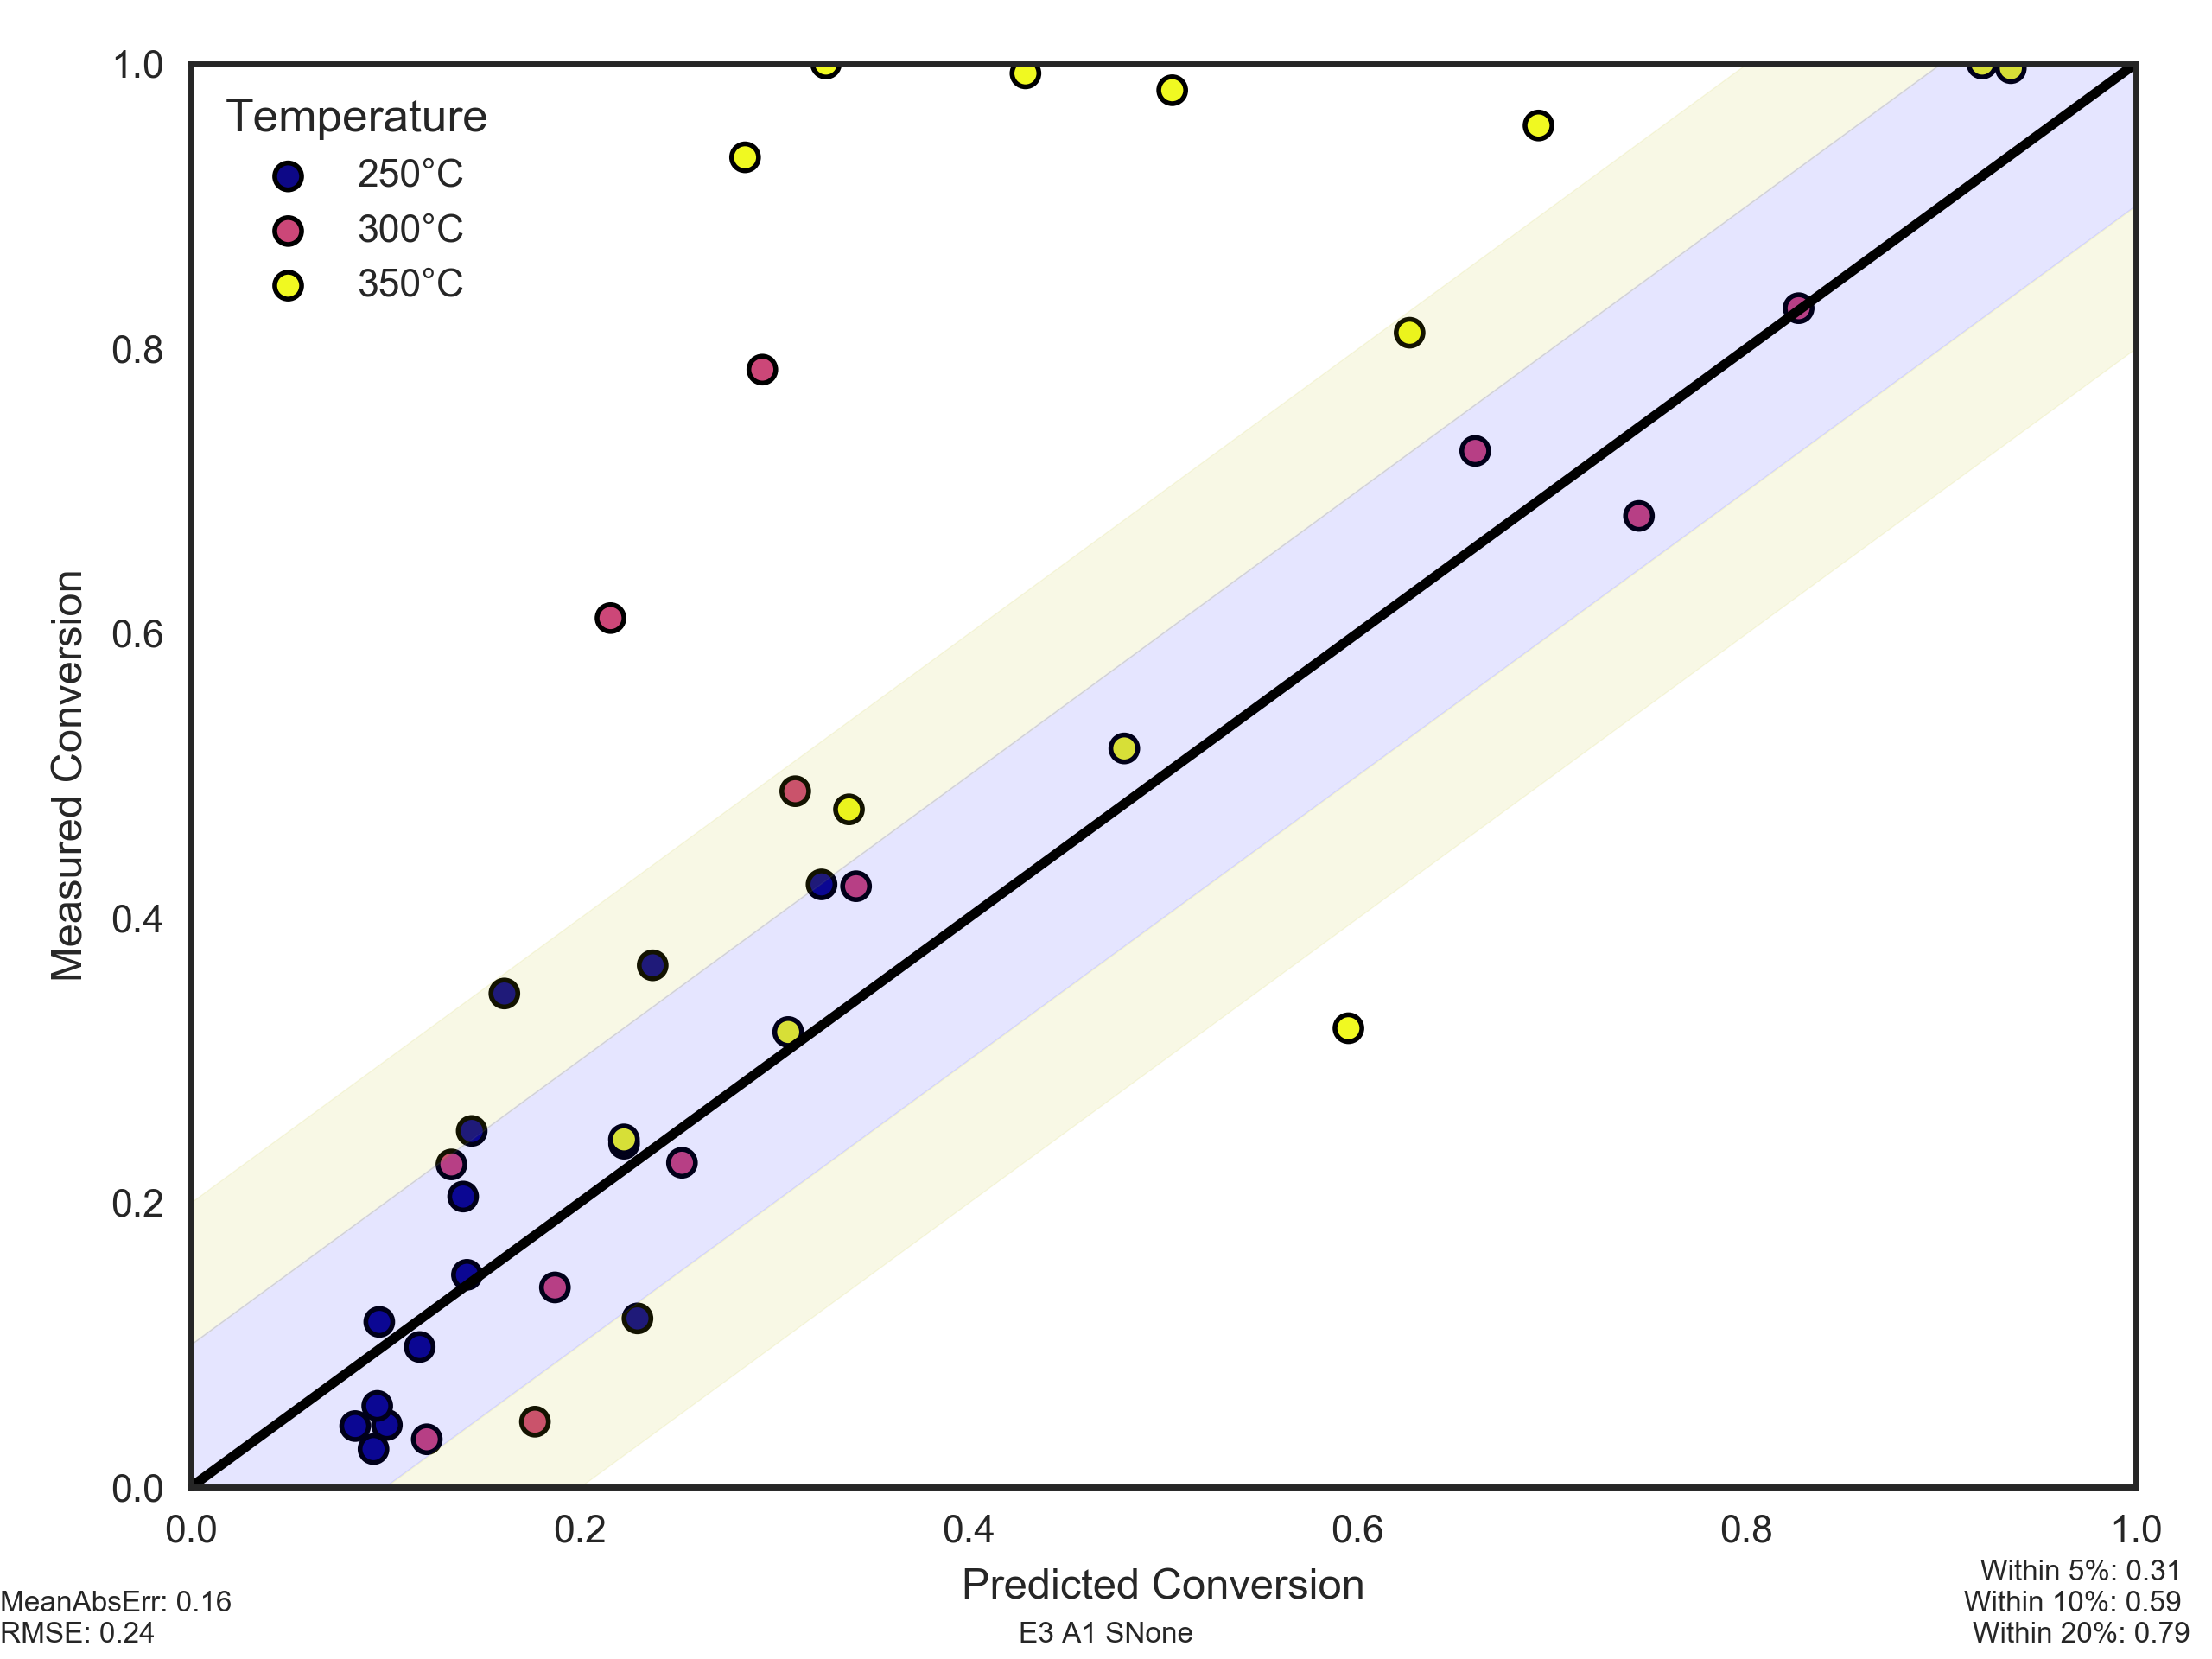 1.0
Temperature
250°C
300°C
350°C
0.8
0.6
0.4
0.2
0.0
Measured Conversion
0.0 0.2 0.4 0.6 0.8 1.0
Predicted Conversion
MeanAbsErr: 0.16
RMSE: 0.24
E3 A1 SNone
Within 5%: 0.31
Within 10%: 0.59
Within 20%: 0.79